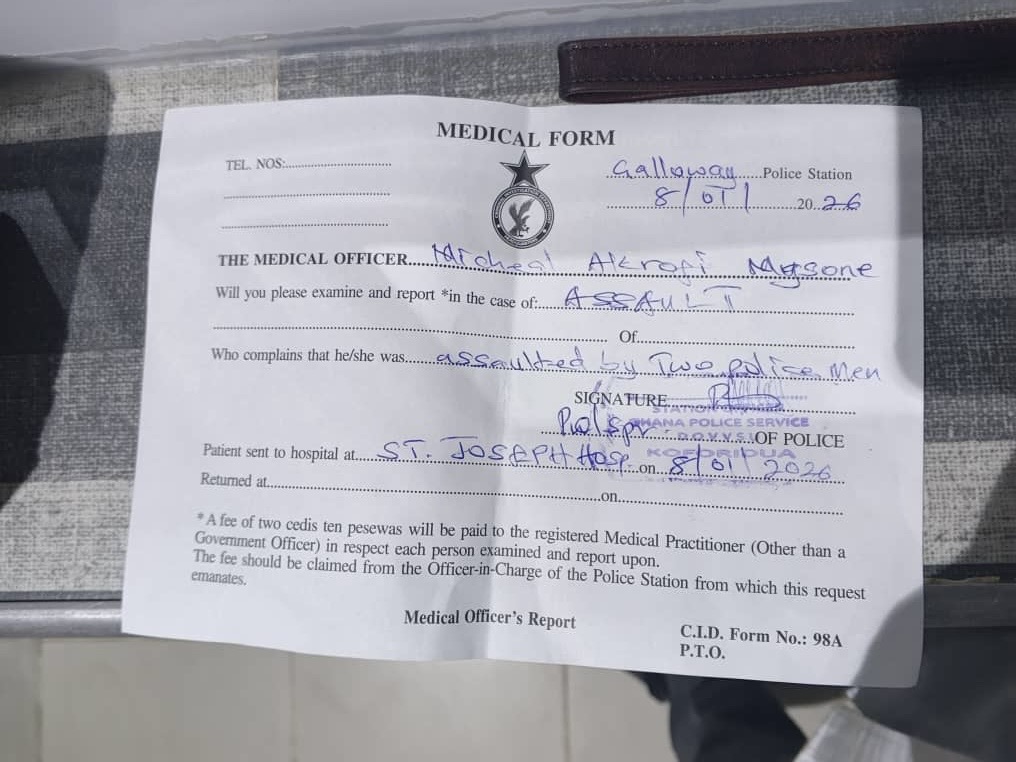 MEDICAL FORM
TEL. NOS:............................
Galloway......Police Station
8/01/ 20..26
THE MEDICAL OFFICER....Micheal Akrofi
Will you please examine and report *in the case of:....ASSAULT
Of
Who complains that he/she was......assaulted by Two police Men
SIGNATURE
GHANA POLICE SERVICE
OF POLICE
KOFORIDUA
Patient sent to hospital at....ST. JOSEPH Hosp...on..8/01/2026
Returned at..........on
*A fee of two cedis ten pesewas will be paid to the registered Medical Practitioner (Other than a
Government Officer) in respect each person examined and report upon.
The fee should be claimed from the Officer-in-Charge of the Police Station from which this request
emanates.
Medical Officer's Report
C.I.D. Form No.: 98A
P.T.O.